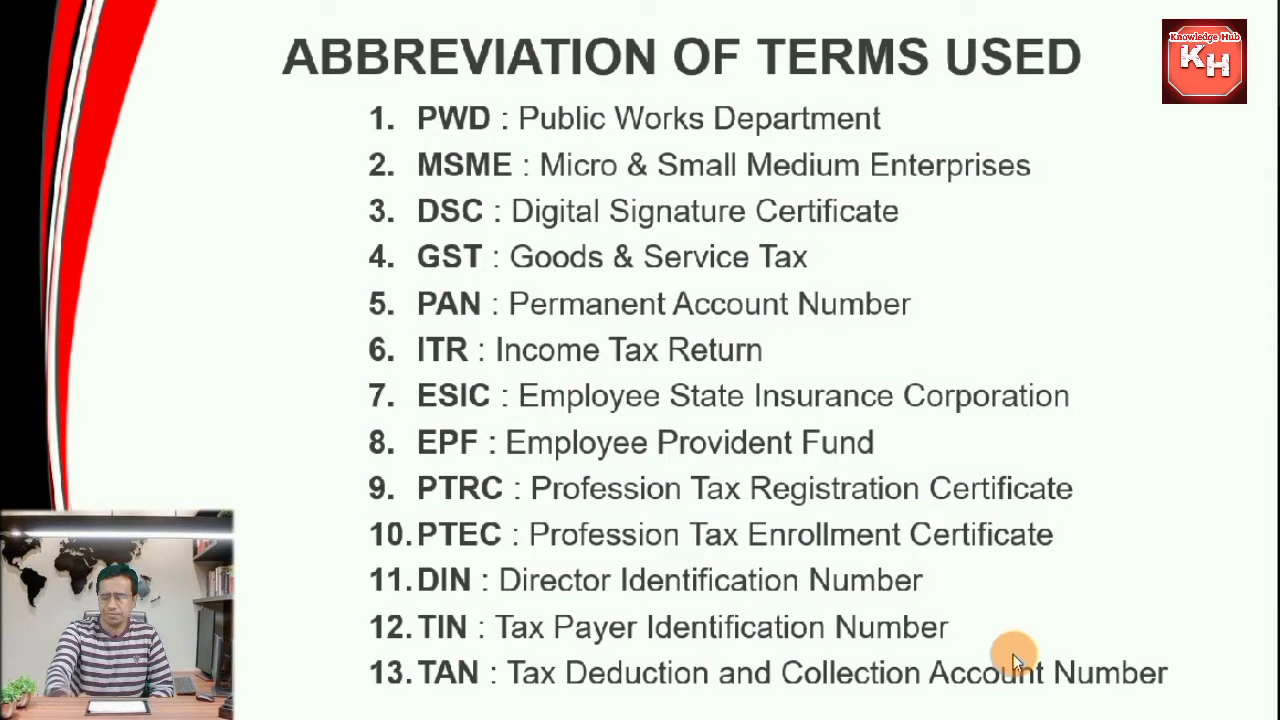 ABBREVIATION OF TERMS USED
Knowledge Hub
KH
1. PWD : Public Works Department
2. MSME : Micro & Small Medium Enterprises
3. DSC : Digital Signature Certificate
4. GST : Goods & Service Tax
5. PAN : Permanent Account Number
6. ITR : Income Tax Return
7. ESIC : Employee State Insurance Corporation
8. EPF : Employee Provident Fund
9. PTRC : Profession Tax Registration Certificate
10. PTEC : Profession Tax Enrollment Certificate
11. DIN : Director Identification Number
12. TIN : Tax Payer Identification Number
13. TAN : Tax Deduction and Collection Account Number